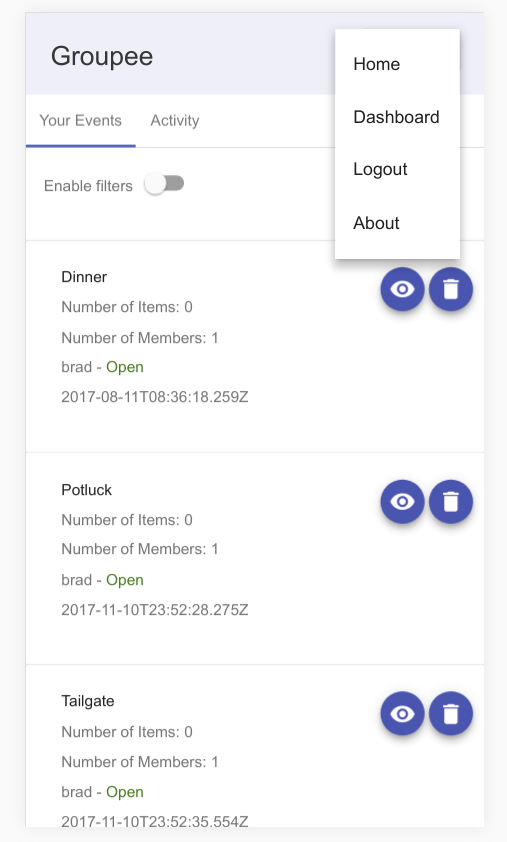 Groupee
Home
Dashboard
Logout
About
Your Events
Activity
Enable filters
Dinner
Number of Items: 0
Number of Members: 1
brad - Open
2017-08-11T08:36:18.259Z
Potluck
Number of Items: 0
Number of Members: 1
brad - Open
2017-11-10T23:52:28.275Z
Tailgate
Number of Items: 0
Number of Members: 1
brad - Open
2017-11-10T23:52:35.554Z